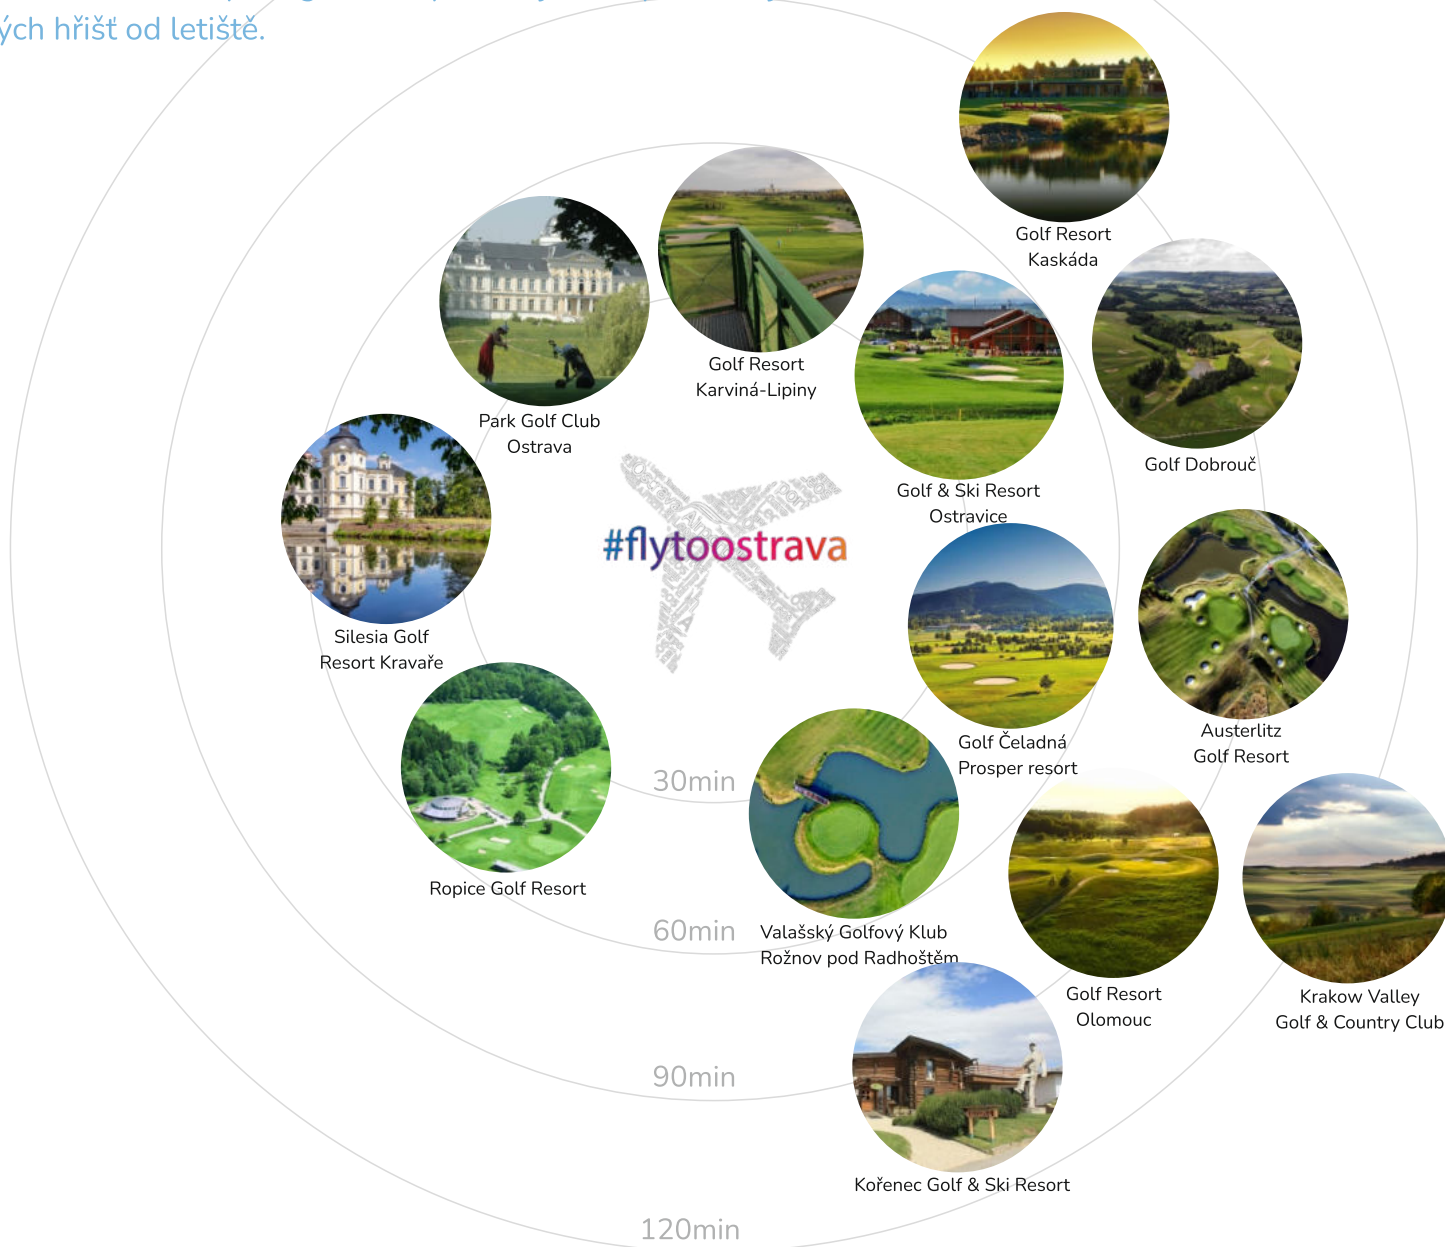 ých hřišť od letiště.
Golf Resort
Kaskáda
Golf Resort
Karviná-Lipiny
Park Golf Club
Ostrava
Golf Dobrouč
Golf & Ski Resort
Ostravice
#flytoostrava
Silesia Golf
Resort Kravaře
Austerlitz
Golf Resort
Golf Čeladná
Prosper resort
30min
Ropice Golf Resort
60min
Valašský Golfový Klub
Rožnov pod Radhoštěm
Golf Resort
Olomouc
Krakow Valley
Golf & Country Club
90min
Kořenec Golf & Ski Resort
120min